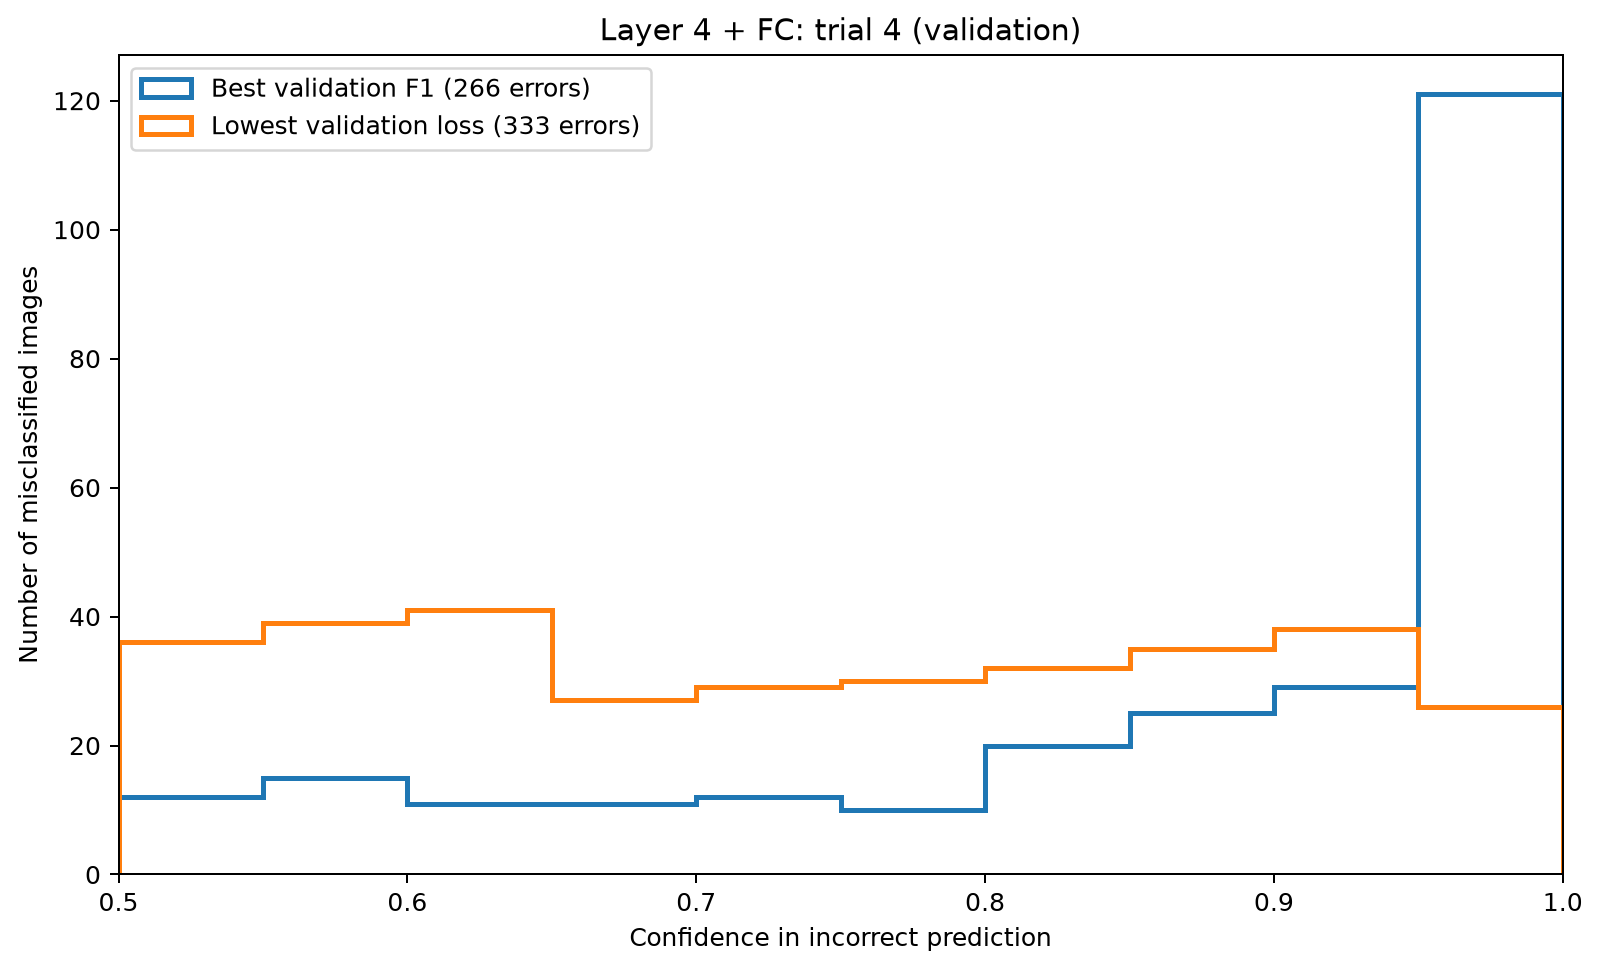 Layer 4 + FC: trial 4 (validation)
Best validation F1 (266 errors)
Lowest validation loss (333 errors)
Number of misclassified images
120
100
80
60
40
20
0
0.5 0.6 0.7 0.8 0.9 1.0
Confidence in incorrect prediction